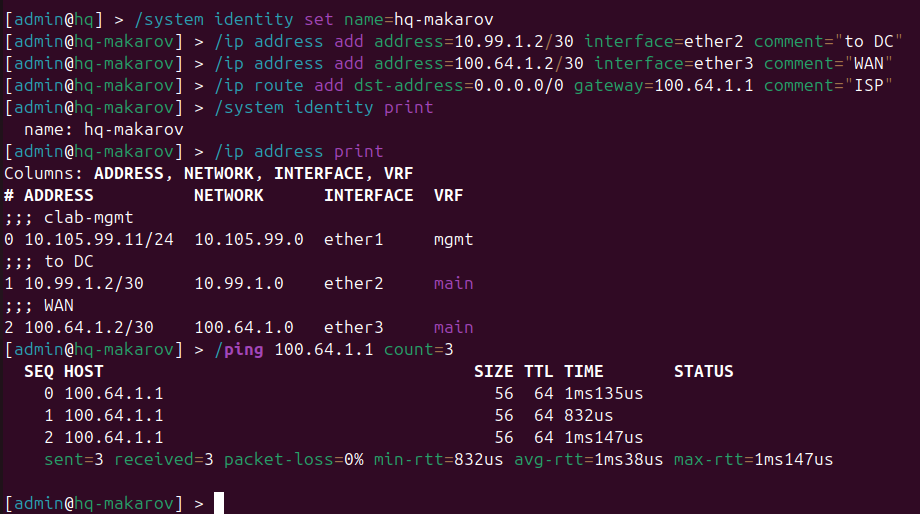 [admin@hq] > /system identity set name=hq-makarov
[admin@hq-makarov] > /ip address add address=10.99.1.2/30 interface=ether2 comment="to DC"
[admin@hq-makarov] > /ip address add address=100.64.1.2/30 interface=ether3 comment="WAN"
[admin@hq-makarov] > /ip route add dst-address=0.0.0.0/0 gateway=100.64.1.1 comment="ISP"
[admin@hq-makarov] > /system identity print
  name: hq-makarov
[admin@hq-makarov] > /ip address print
Columns: ADDRESS, NETWORK, INTERFACE, VRF
# ADDRESS          NETWORK      INTERFACE  VRF
;;; clab-mgmt
0 10.105.99.11/24  10.105.99.0  ether1     mgmt
;;; to DC
1 10.99.1.2/30     10.99.1.0    ether2     main
;;; WAN
2 100.64.1.2/30    100.64.1.0   ether3     main
[admin@hq-makarov] > /ping 100.64.1.1 count=3
  SEQ HOST                                     SIZE TTL TIME       STATUS
    0 100.64.1.1                                 56  64 1ms135us
    1 100.64.1.1                                 56  64 832us
    2 100.64.1.1                                 56  64 1ms147us
    sent=3 received=3 packet-loss=0% min-rtt=832us avg-rtt=1ms38us max-rtt=1ms147us
[admin@hq-makarov] >